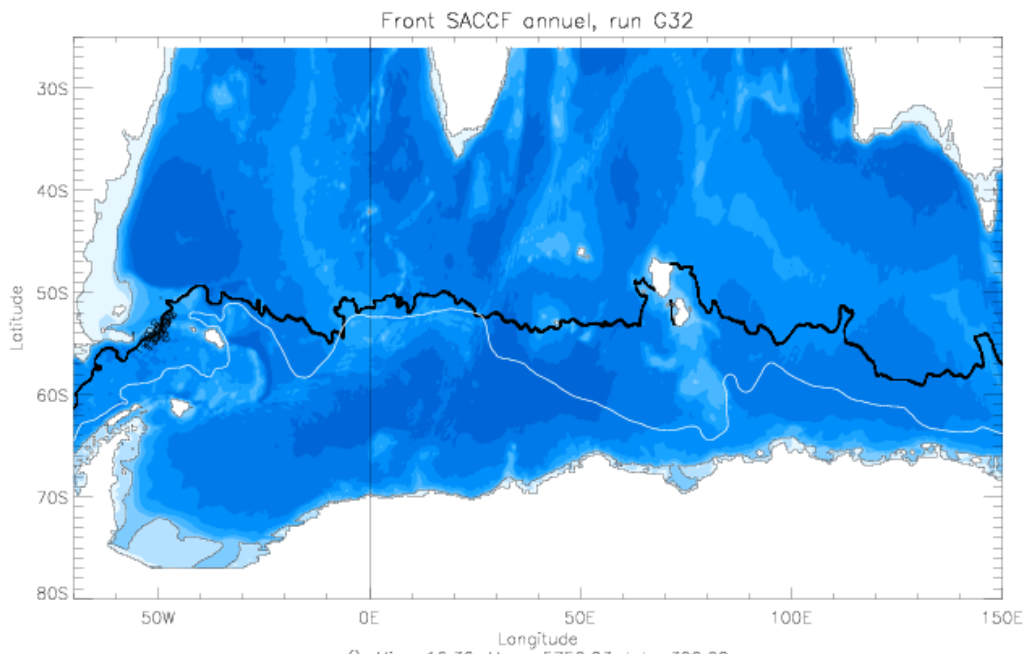 Front SACCF annuel, run G32
30S
40S
50S
60S
70S
80S
Latitude
50W 0E 50E 100E 150E
Longitude